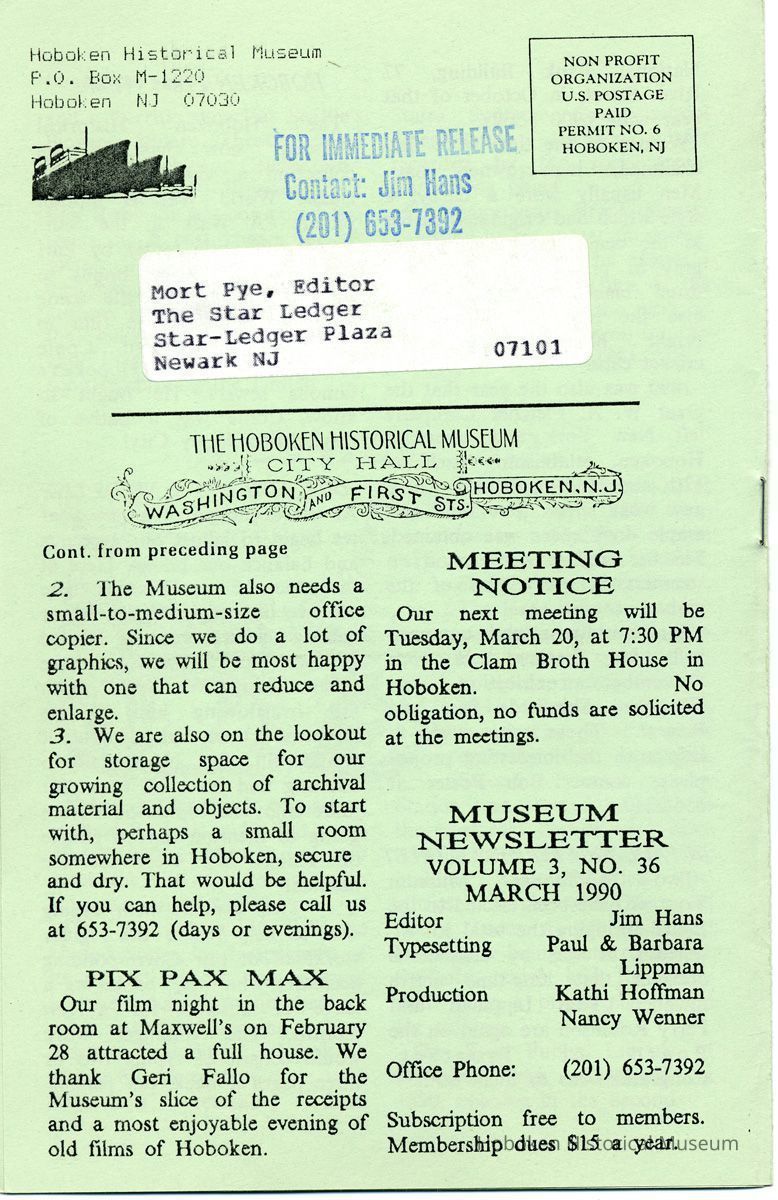 Hoboken Historical Museum
P.O. Box M-1220
Hoboken NJ 07030
NON PROFIT
ORGANIZATION
U.S. POSTAGE
PAID
PERMIT NO. 6
HOBOKEN, NJ
FOR IMMEDIATE RELEASE
Contact: Jim Hans
(201) 653-7392
Mort Pye, Editor
The Star Ledger
Star-Ledger Plaza
Newark NJ 07101
THE HOBOKEN HISTORICAL MUSEUM
CITY HALL
WASHINGTON AND FIRST STS. HOBOKEN, N.J.
Cont. from preceding page
2. The Museum also needs a
small-to-medium-size office
copier. Since we do a lot of
graphics, we will be most happy
with one that can reduce and
enlarge.
3. We are also on the lookout
for storage space for our
growing collection of archival
material and objects. To start
with, perhaps a small room
somewhere in Hoboken, secure
and dry. That would be helpful.
If you can help, please call us
at 653-7392 (days or evenings).
PIX PAX MAX
Our film night in the back
room at Maxwell's on February
28 attracted a full house. We
thank Geri Fallo for the
Museum's slice of the receipts
and a most enjoyable evening of
old films of Hoboken.
MEETING
NOTICE
Our next meeting will be
Tuesday, March 20, at 7:30 PM
in the Clam Broth House in
Hoboken. No
obligation, no funds are solicited
at the meetings.
MUSEUM
NEWSLETTER
VOLUME 3, NO. 36
MARCH 1990
Editor Jim Hans
Typesetting Paul & Barbara
Lippman
Production Kathi Hoffman
Nancy Wenner
Office Phone: (201) 653-7392
Subscription free to members.
Membership dues $15 a year.
Hoboken Historical Museum